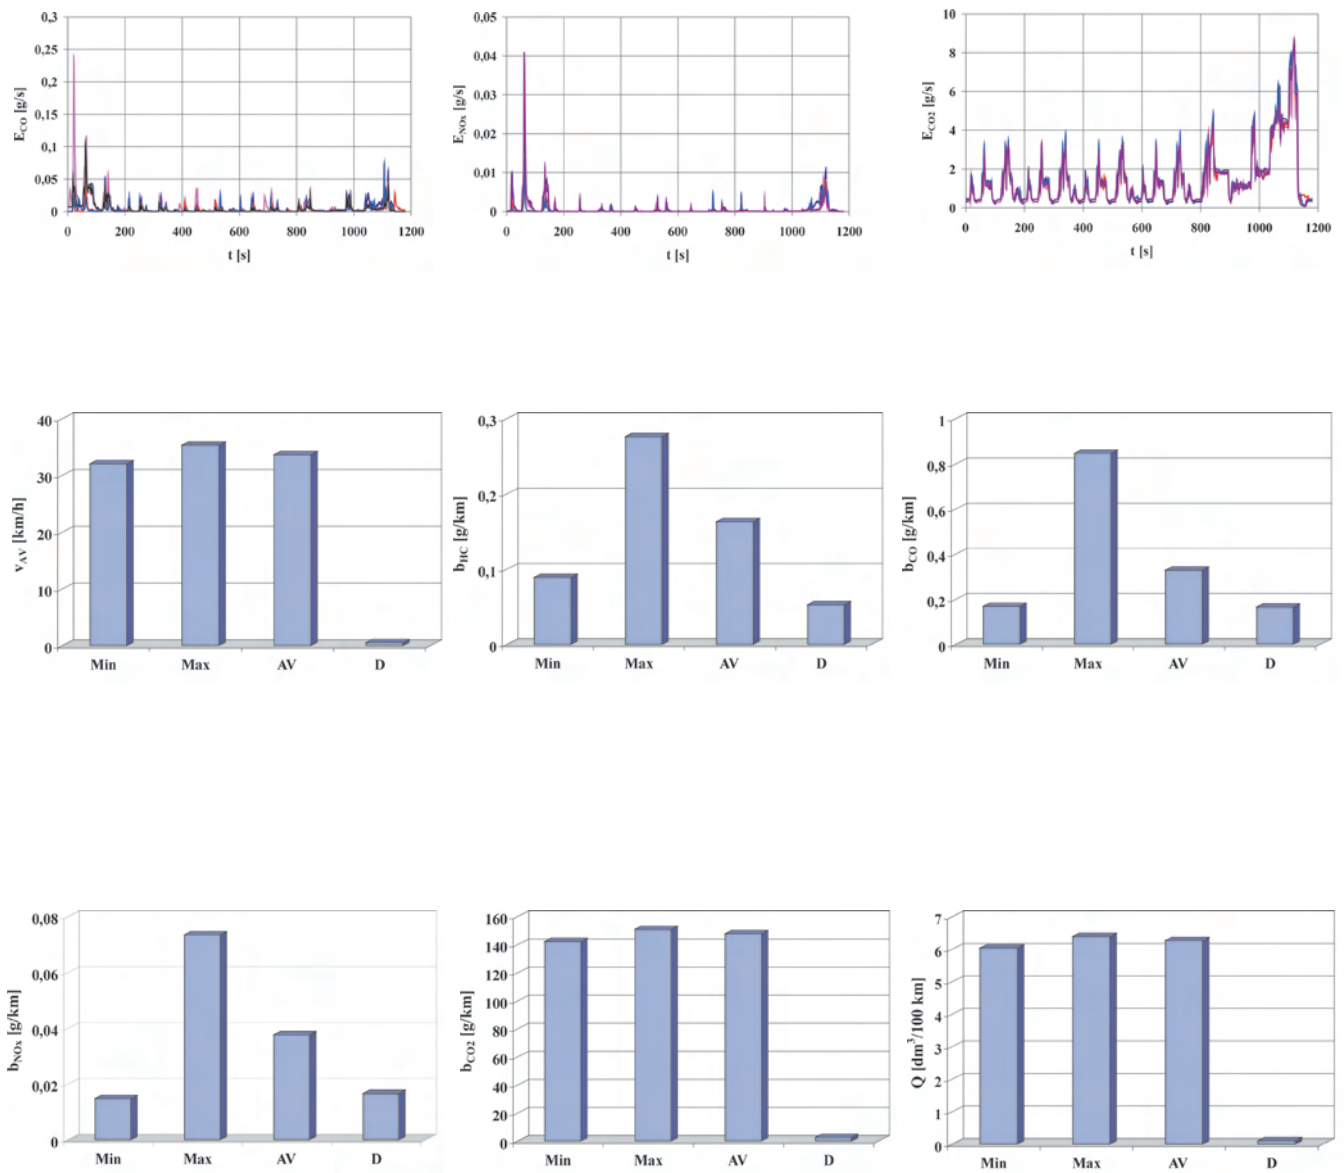 0,3
0,25
0,2
0,15
0,1
0,05
0
E_CO [g/s]
0 200 400 600 800 1000 1200
t [s]
0,05
0,04
0,03
0,02
0,01
0
E_NOx [g/s]
0 200 400 600 800 1000 1200
t [s]
10
8
6
4
2
0
E_CO2 [g/s]
0 200 400 600 800 1000 1200
t [s]
40
30
20
10
0
v_AV [km/h]
Min Max AV D
0,3
0,2
0,1
0
b_HC [g/km]
Min Max AV D
1
0,8
0,6
0,4
0,2
0
b_CO [g/km]
Min Max AV D
0,08
0,06
0,04
0,02
0
b_NOx [g/km]
Min Max AV D
160
140
120
100
80
60
40
20
0
b_CO2 [g/km]
Min Max AV D
7
6
5
4
3
2
1
0
Q [dm³/100 km]
Min Max AV D